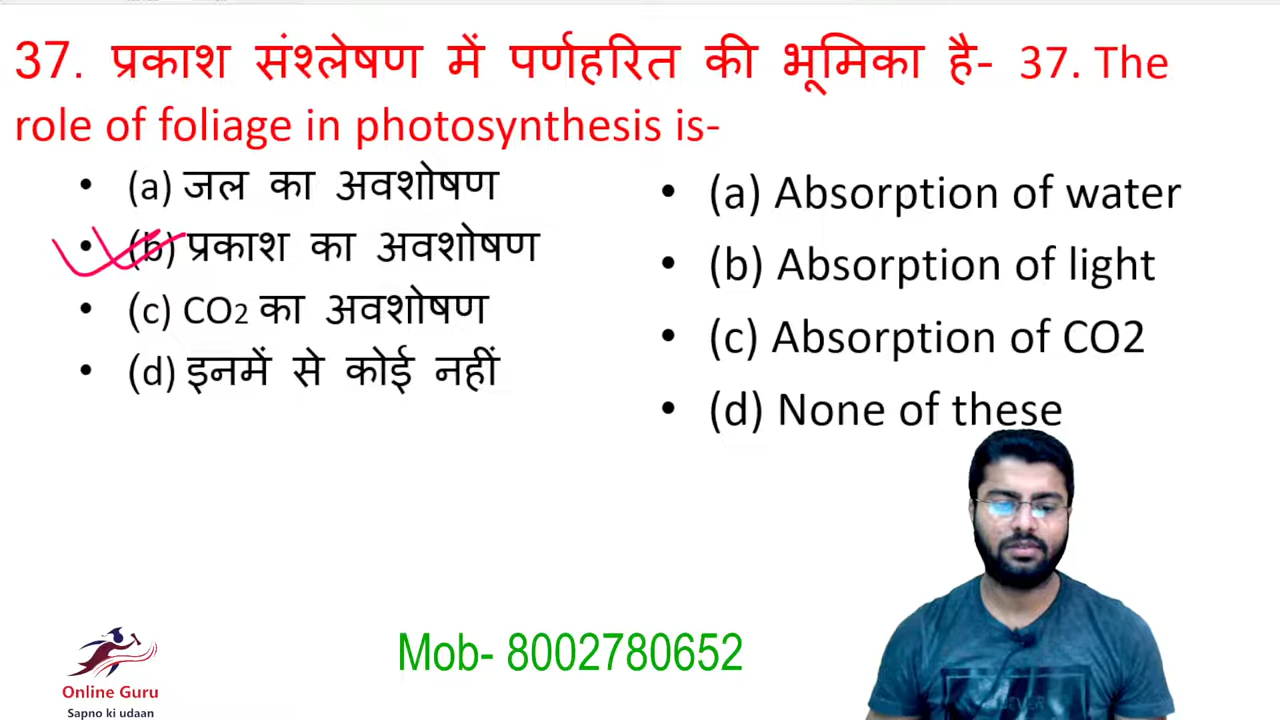 37. प्रकाश संश्लेषण में पर्णहरित की भूमिका है- 37. The
role of foliage in photosynthesis is-
• (a) जल का अवशोषण
• (b) प्रकाश का अवशोषण
• (c) CO2 का अवशोषण
• (d) इनमें से कोई नहीं
• (a) Absorption of water
• (b) Absorption of light
• (c) Absorption of CO2
• (d) None of these
Mob- 8002780652
Online Guru
Sapno ki udaan